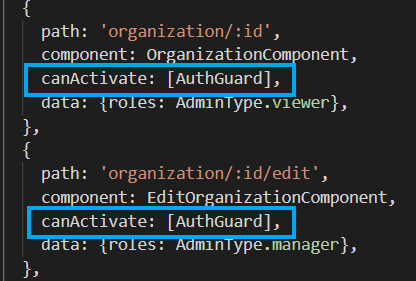 {
path: 'organization/:id',
component: OrganizationComponent,
canActivate: [AuthGuard],
data: {roles: AdminType.viewer},
},
{
path: 'organization/:id/edit',
component: EditOrganizationComponent,
canActivate: [AuthGuard],
data: {roles: AdminType.manager},
},